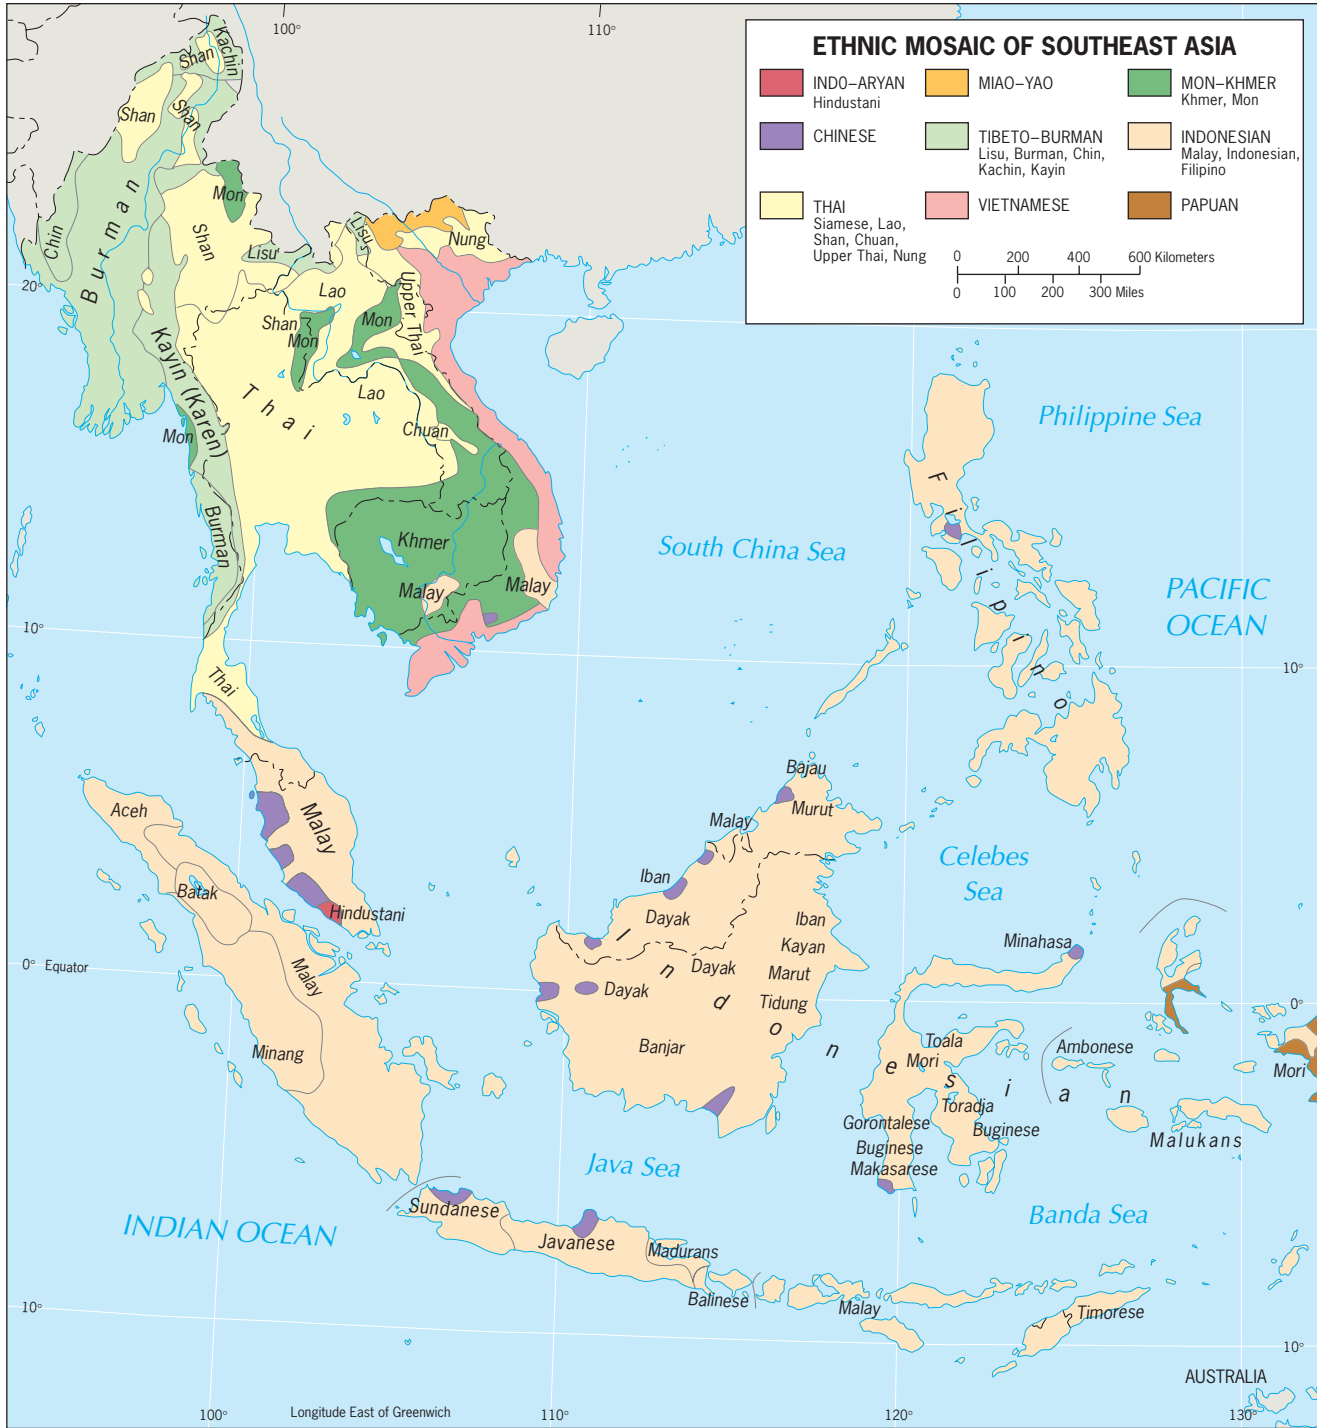 100°
110°
ETHNIC MOSAIC OF SOUTHEAST ASIA
INDO–ARYAN
Hindustani
MIAO–YAO
MON–KHMER
Khmer, Mon
CHINESE
TIBETO–BURMAN
Lisu, Burman, Chin,
Kachin, Kayin
INDONESIAN
Malay, Indonesian,
Filipino
THAI
Siamese, Lao,
Shan, Chuan,
Upper Thai, Nung
VIETNAMESE
PAPUAN
0 200 400 600 Kilometers
0 100 200 300 Miles
Kachin
Shan
Shan
Shan
Mon
Burman
Chin
Shan
Lisu
Lisu
Nung
20°
Lao
Upper Thai
Shan
Mon
Mon
Kayin (Karen)
Thai
Lao
Chuan
Mon
Burman
Khmer
Malay
Malay
Philippine Sea
Filipino
South China Sea
PACIFIC
OCEAN
10°
10°
Thai
Bajau
Murut
Malay
Aceh
Malay
Celebes
Sea
Iban
Batak
Hindustani
Dayak
Iban
Kayan
Minahasa
0° Equator
Malay
Dayak
Marut
Dayak
Tidung
0°
Indonesian
Minang
Banjar
Toala
Mori
Ambonese
Mori
Toradja
Gorontalese
Buginese
Buginese
Makasarese
Malukans
Java Sea
INDIAN OCEAN
Sundanese
Javanese
Madurans
Banda Sea
Balinese
Malay
Timorese
10°
10°
AUSTRALIA
100°
Longitude East of Greenwich
110°
120°
130°